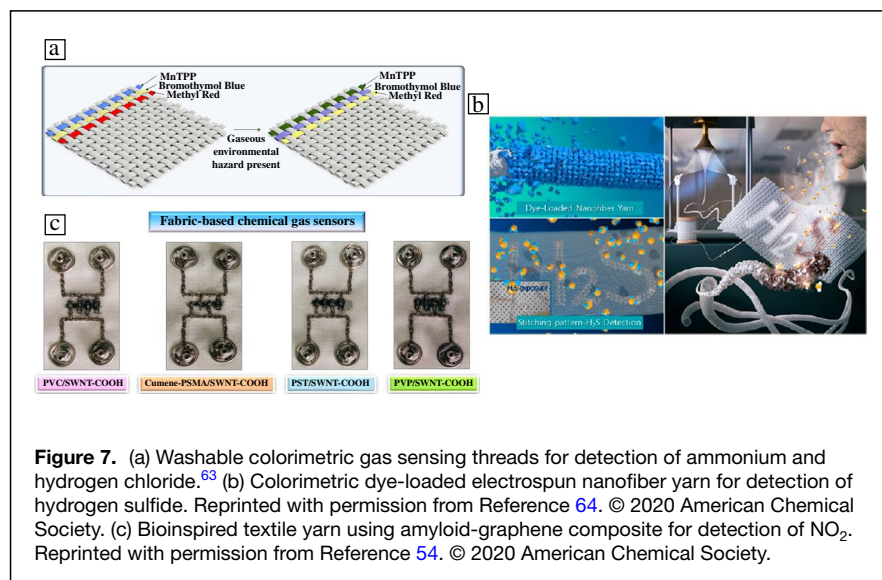 a
MnTPP
Bromothymol Blue
Methyl Red
Gaseous
environmental
hazard present
MnTPP
Bromothymol Blue
Methyl Red
b
Dye-Loaded Nanofiber Yarn
H₂S
H₂S exposure
Stitching pattern-H₂S Detection
H₂S
c
Fabric-based chemical gas sensors
PVC/SWNT-COOH
Cumene-PSMA/SWNT-COOH
PST/SWNT-COOH
PVP/SWNT-COOH
Figure 7. (a) Washable colorimetric gas sensing threads for detection of ammonium and
hydrogen chloride.⁶³ (b) Colorimetric dye-loaded electrospun nanofiber yarn for detection of
hydrogen sulfide. Reprinted with permission from Reference 64. © 2020 American Chemical
Society. (c) Bioinspired textile yarn using amyloid-graphene composite for detection of NO₂.
Reprinted with permission from Reference 54. © 2020 American Chemical Society.